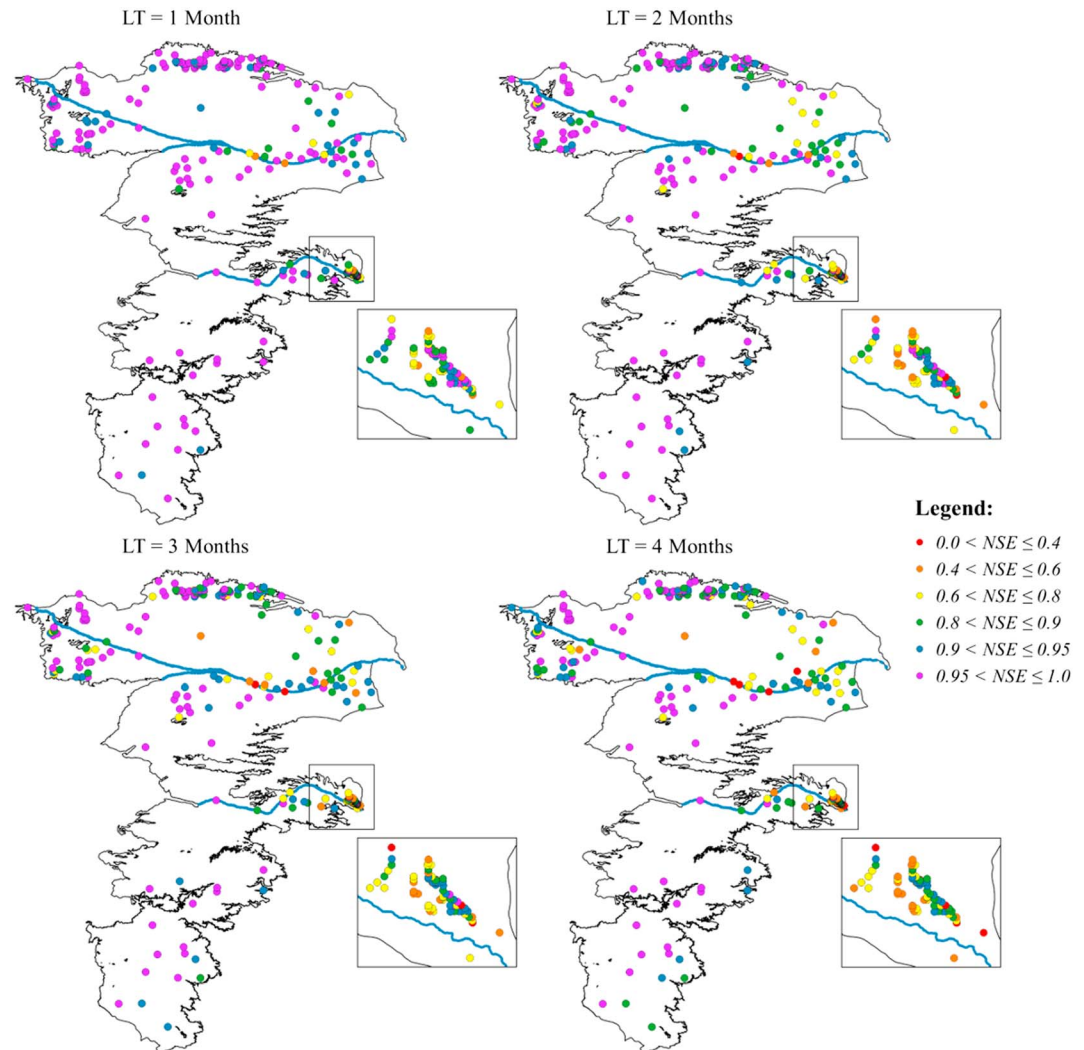 LT = 1 Month
LT = 2 Months
LT = 3 Months
LT = 4 Months
Legend:
0.0 < NSE ≤ 0.4
0.4 < NSE ≤ 0.6
0.6 < NSE ≤ 0.8
0.8 < NSE ≤ 0.9
0.9 < NSE ≤ 0.95
0.95 < NSE ≤ 1.0